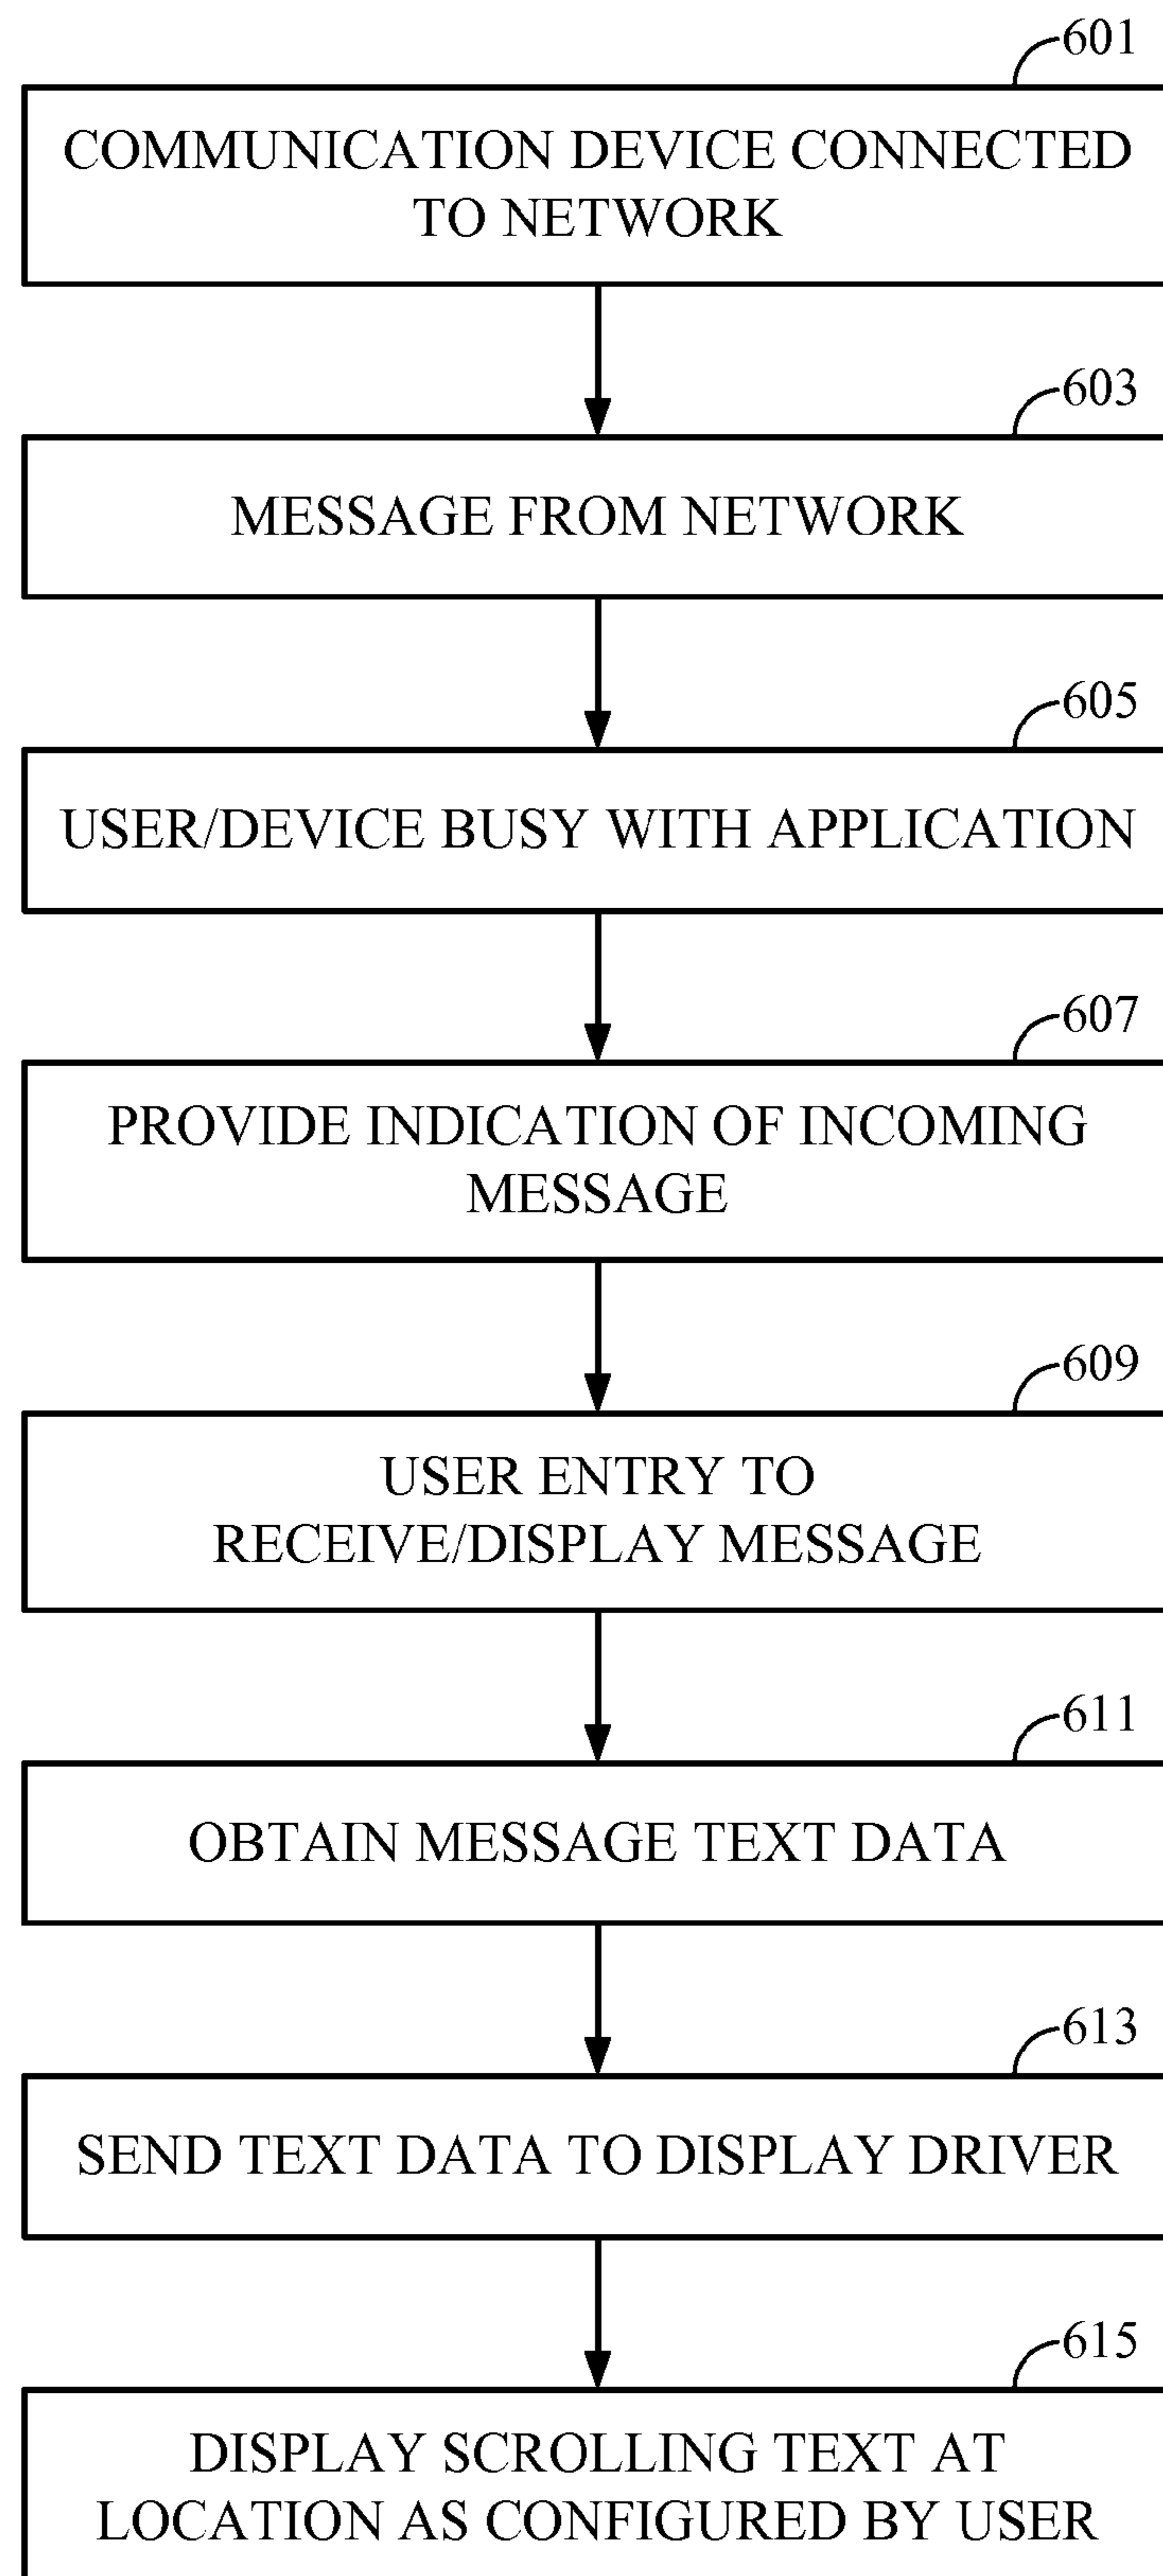 601
COMMUNICATION DEVICE CONNECTED
TO NETWORK
603
MESSAGE FROM NETWORK
605
USER/DEVICE BUSY WITH APPLICATION
607
PROVIDE INDICATION OF INCOMING
MESSAGE
609
USER ENTRY TO
RECEIVE/DISPLAY MESSAGE
611
OBTAIN MESSAGE TEXT DATA
613
SEND TEXT DATA TO DISPLAY DRIVER
615
DISPLAY SCROLLING TEXT AT
LOCATION AS CONFIGURED BY USER